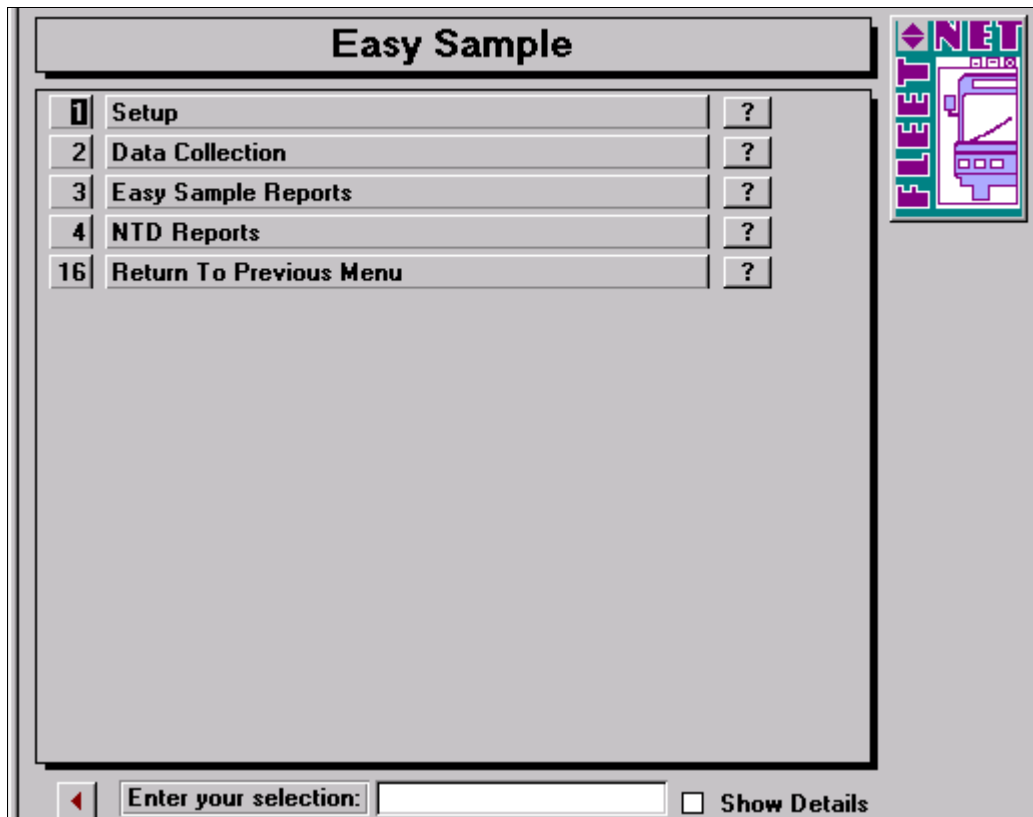 Easy Sample
NET
FLEET
1 Setup ?
2 Data Collection ?
3 Easy Sample Reports ?
4 NTD Reports ?
16 Return To Previous Menu ?
Enter your selection:
Show Details